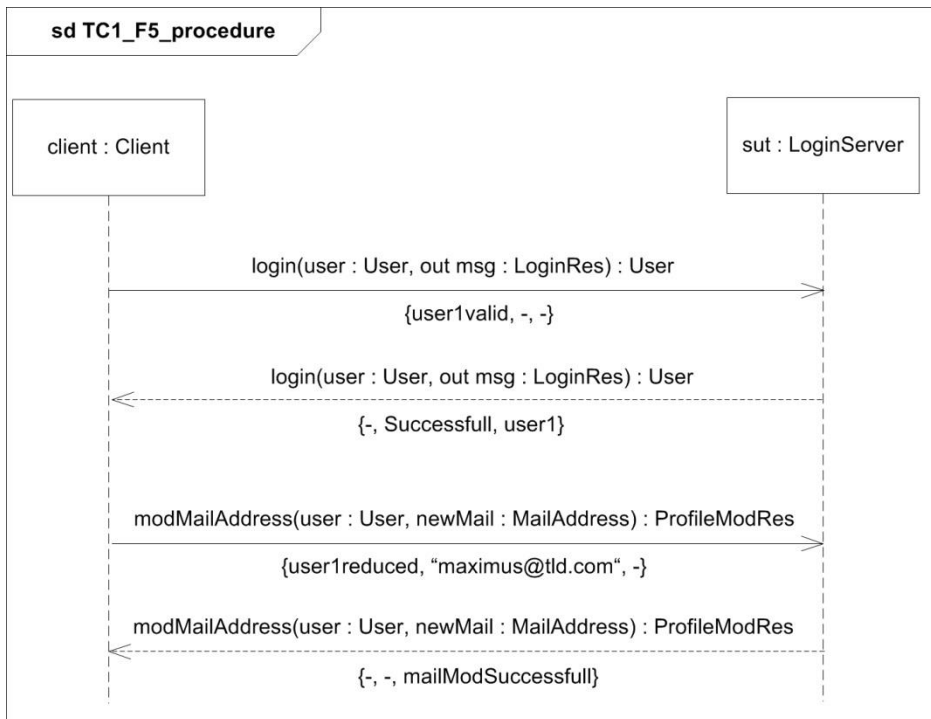 sd TC1_F5_procedure
client : Client
sut : LoginServer
login(user : User, out msg : LoginRes) : User
{user1valid, -, -}
login(user : User, out msg : LoginRes) : User
{-, Successfull, user1}
modMailAddress(user : User, newMail : MailAddress) : ProfileModRes
{user1reduced, “maximus@tld.com“, -}
modMailAddress(user : User, newMail : MailAddress) : ProfileModRes
{-, -, mailModSuccessfull}